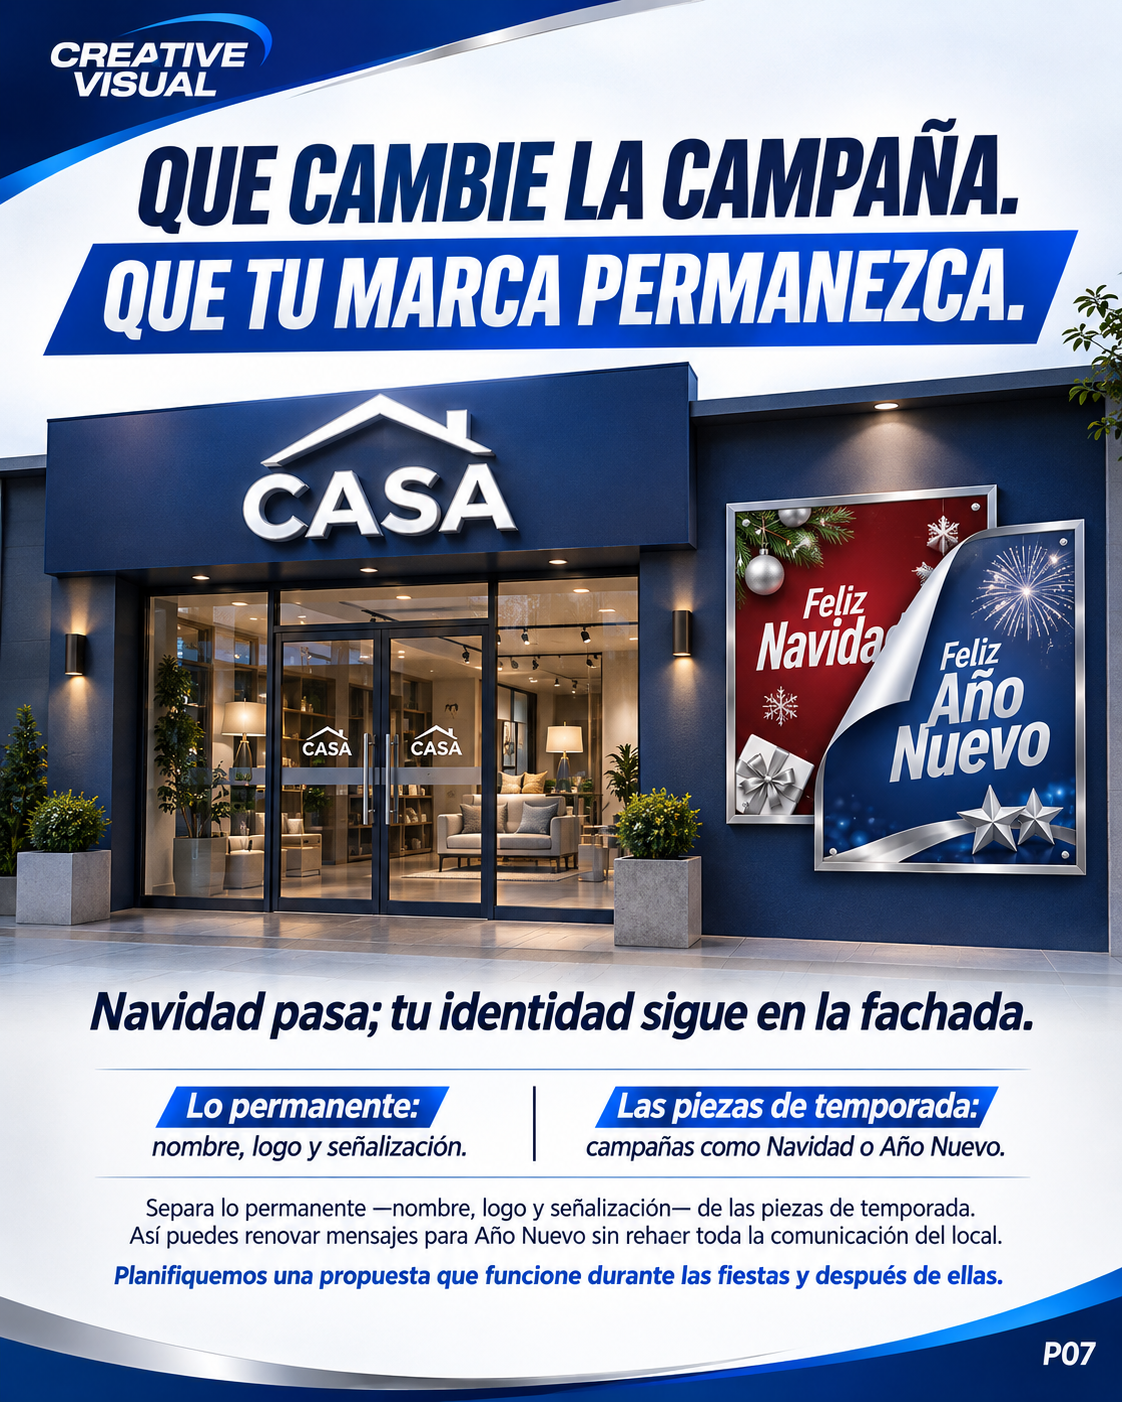 CREATIVE
VISUAL
QUE CAMBIE LA CAMPAÑA.
QUE TU MARCA PERMANEZCA.
CASA
CASA
CASA
Feliz
Navidad
Feliz
Año
Nuevo
Navidad pasa; tu identidad sigue en la fachada.
Lo permanente:
nombre, logo y señalización.
Las piezas de temporada:
campañas como Navidad o Año Nuevo.
Separa lo permanente —nombre, logo y señalización— de las piezas de temporada.
Así puedes renovar mensajes para Año Nuevo sin rehaer toda la comunicación del local.
Planifiquemos una propuesta que funcione durante las fiestas y después de ellas.
P07